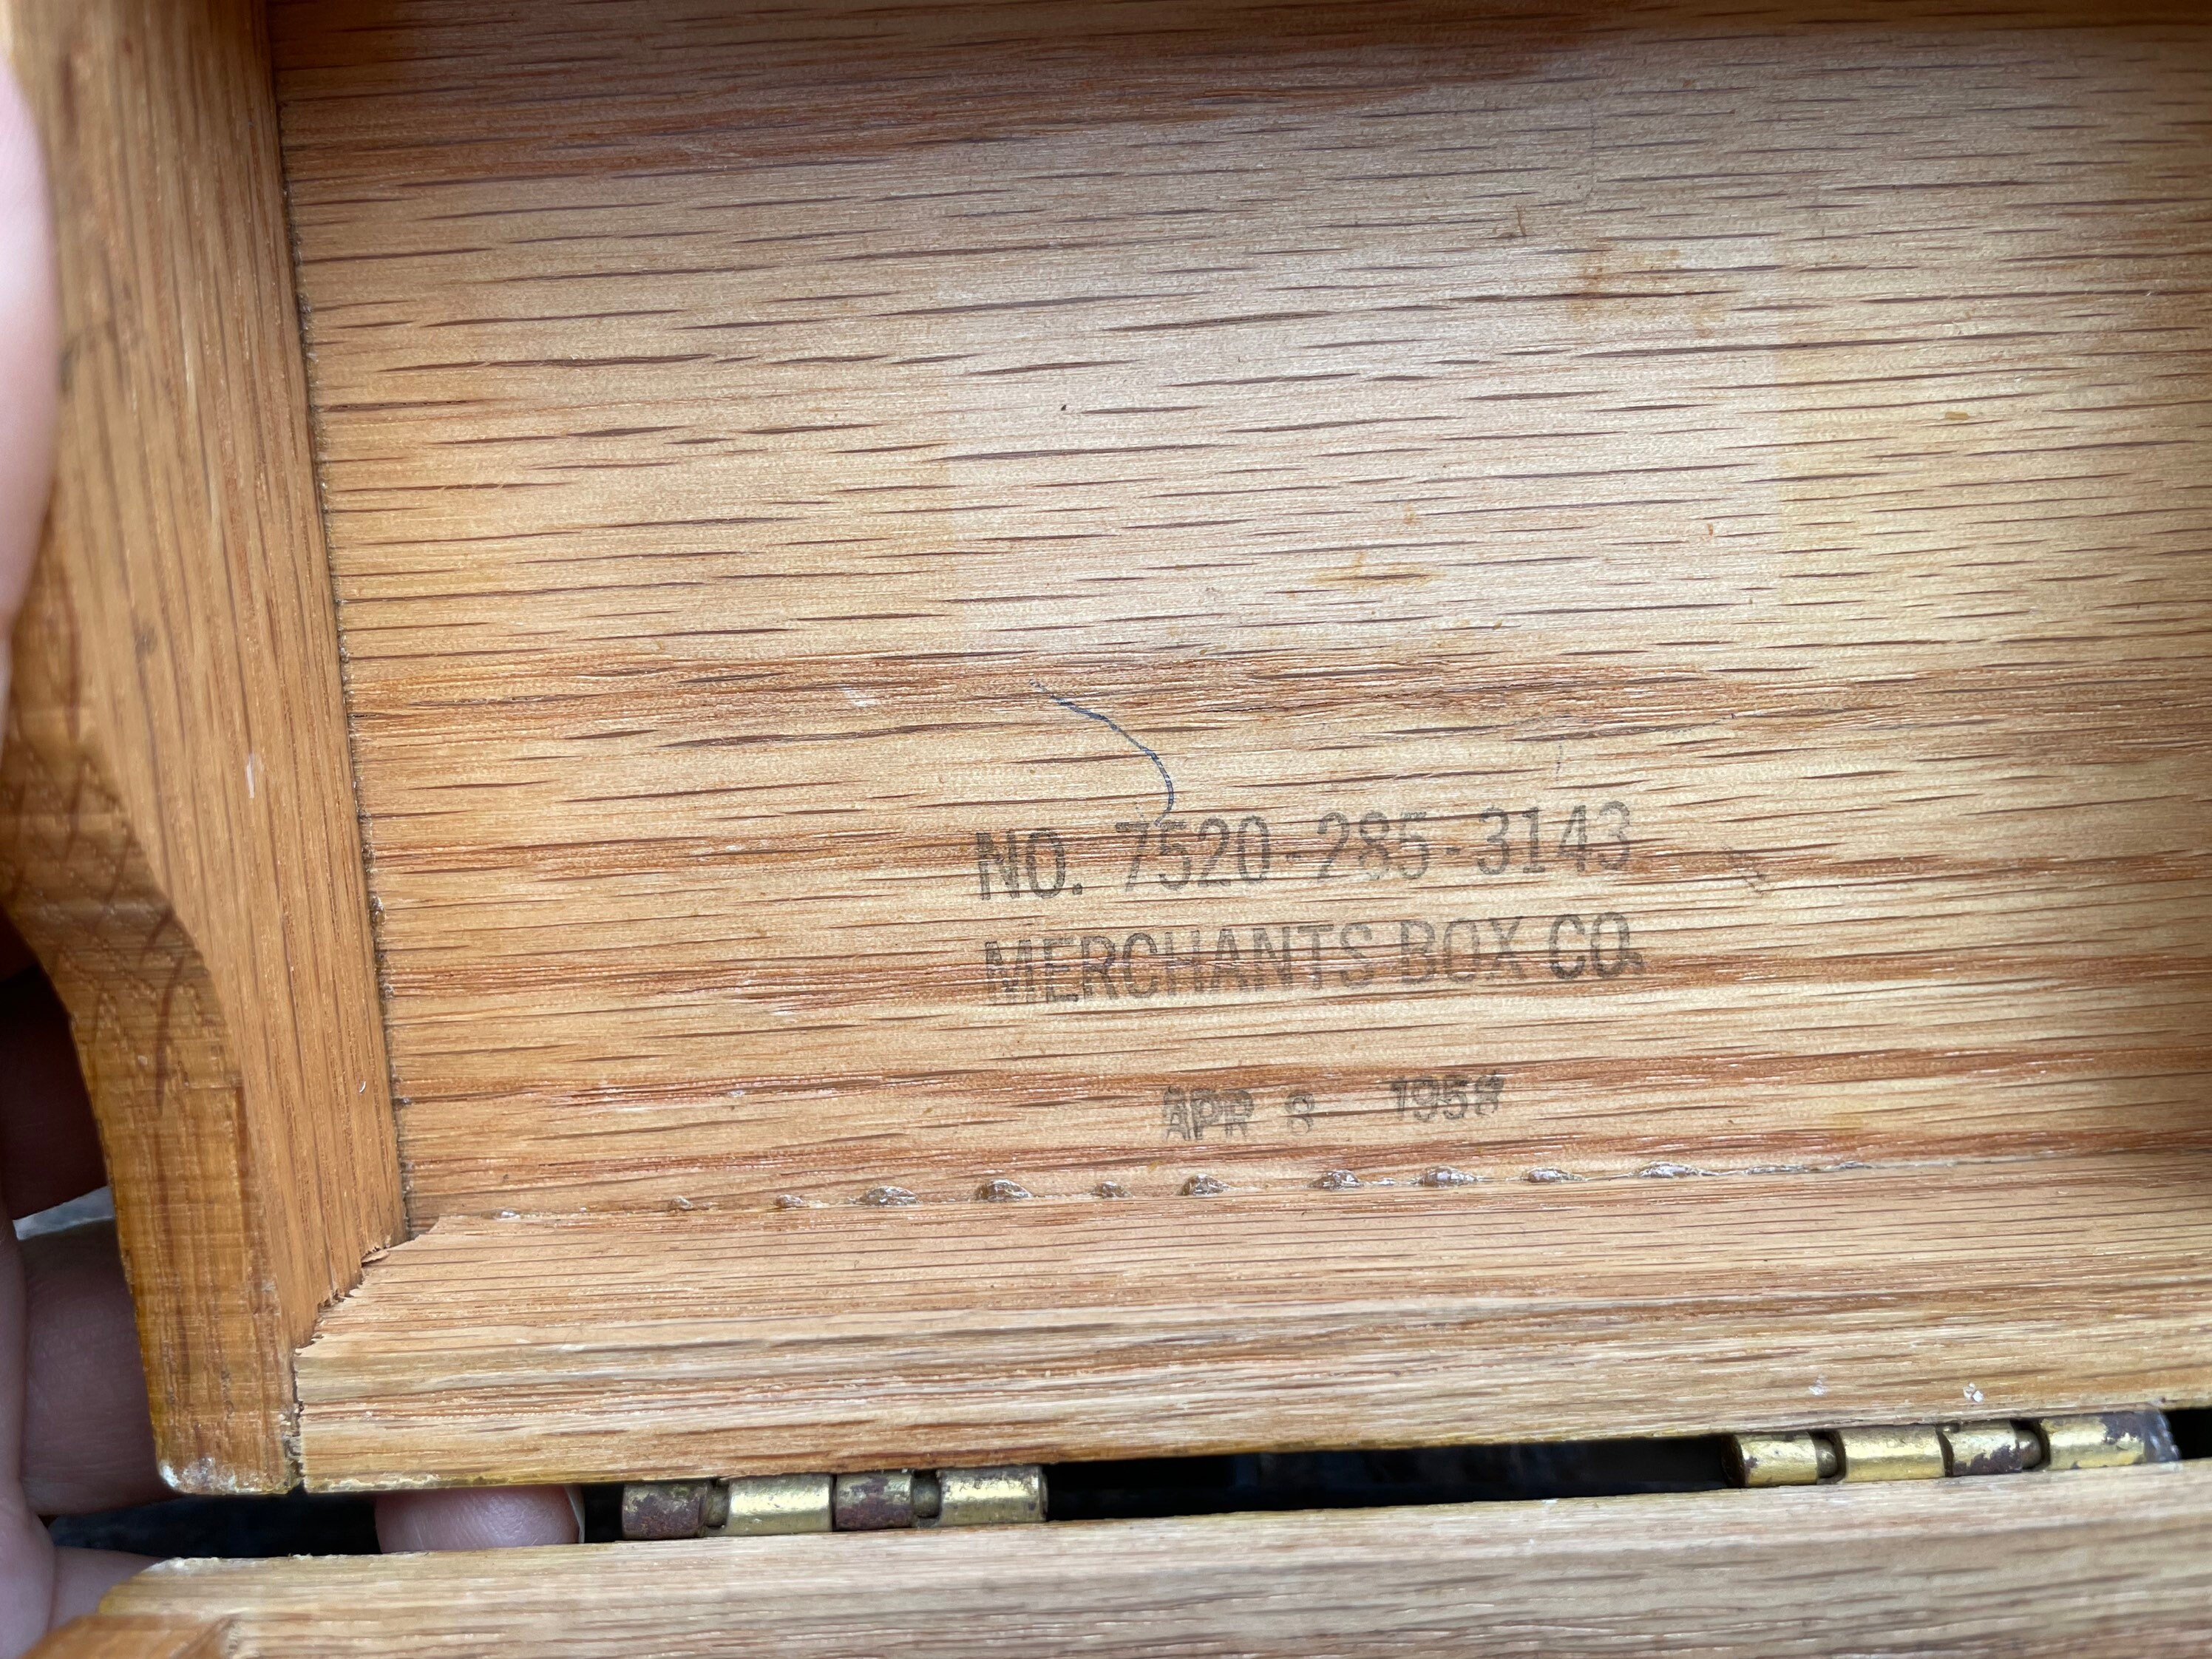 NO. 7520-285-3143
MERCHANTS BOX CO.
APR 8 1958